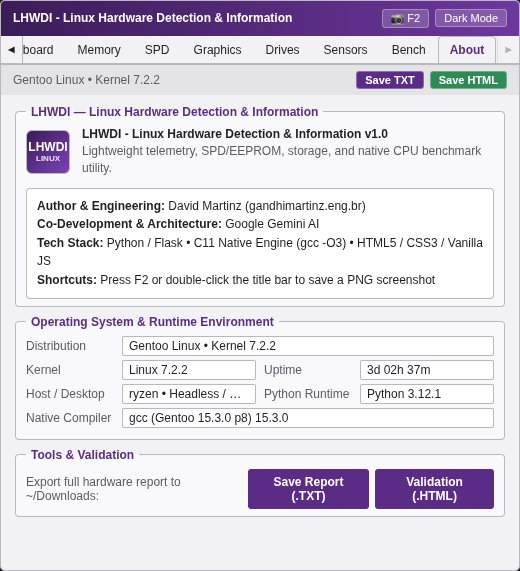 LHWDI - Linux Hardware Detection & Information
📷 F2
Dark Mode
◄ board Memory SPD Graphics Drives Sensors Bench About ►
Gentoo Linux • Kernel 7.2.2
Save TXT
Save HTML
LHWDI — Linux Hardware Detection & Information
LHWDI
LINUX
LHWDI - Linux Hardware Detection & Information v1.0
Lightweight telemetry, SPD/EEPROM, storage, and native CPU benchmark
utility.
Author & Engineering: David Martinz (gandhimartinz.eng.br)
Co-Development & Architecture: Google Gemini AI
Tech Stack: Python / Flask • C11 Native Engine (gcc -O3) • HTML5 / CSS3 / Vanilla
JS
Shortcuts: Press F2 or double-click the title bar to save a PNG screenshot
Operating System & Runtime Environment
Distribution Gentoo Linux • Kernel 7.2.2
Kernel Linux 7.2.2 Uptime 3d 02h 37m
Host / Desktop ryzen • Headless / … Python Runtime Python 3.12.1
Native Compiler gcc (Gentoo 15.3.0 p8) 15.3.0
Tools & Validation
Export full hardware report to
~/Downloads:
Save Report
(.TXT)
Validation
(.HTML)